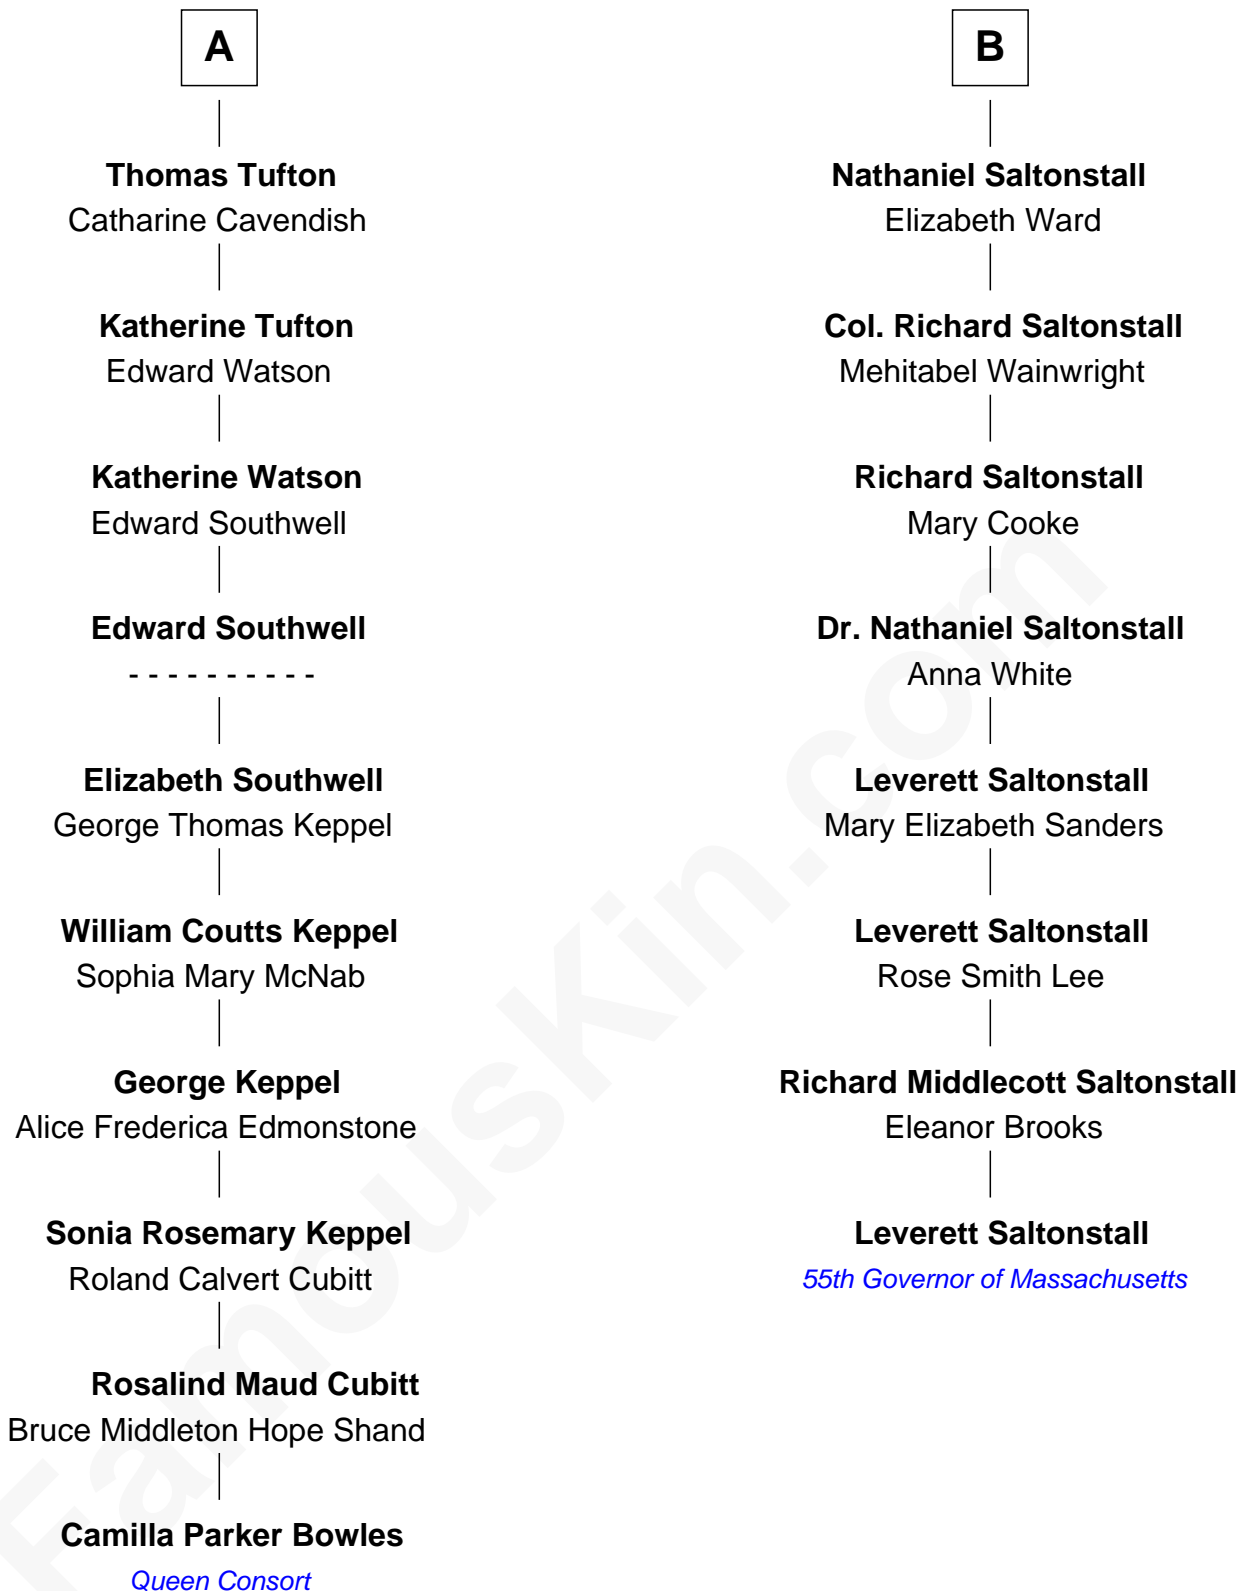 A
Thomas Tufton
Catharine Cavendish
Katherine Tufton
Edward Watson
Katherine Watson
Edward Southwell
Edward Southwell
- - - - - - - - - -
Elizabeth Southwell
George Thomas Keppel
William Coutts Keppel
Sophia Mary McNab
George Keppel
Alice Frederica Edmonstone
Sonia Rosemary Keppel
Roland Calvert Cubitt
Rosalind Maud Cubitt
Bruce Middleton Hope Shand
Camilla Parker Bowles
Queen Consort
B
Nathaniel Saltonstall
Elizabeth Ward
Col. Richard Saltonstall
Mehitabel Wainwright
Richard Saltonstall
Mary Cooke
Dr. Nathaniel Saltonstall
Anna White
Leverett Saltonstall
Mary Elizabeth Sanders
Leverett Saltonstall
Rose Smith Lee
Richard Middlecott Saltonstall
Eleanor Brooks
Leverett Saltonstall
55th Governor of Massachusetts
FamousKin.com